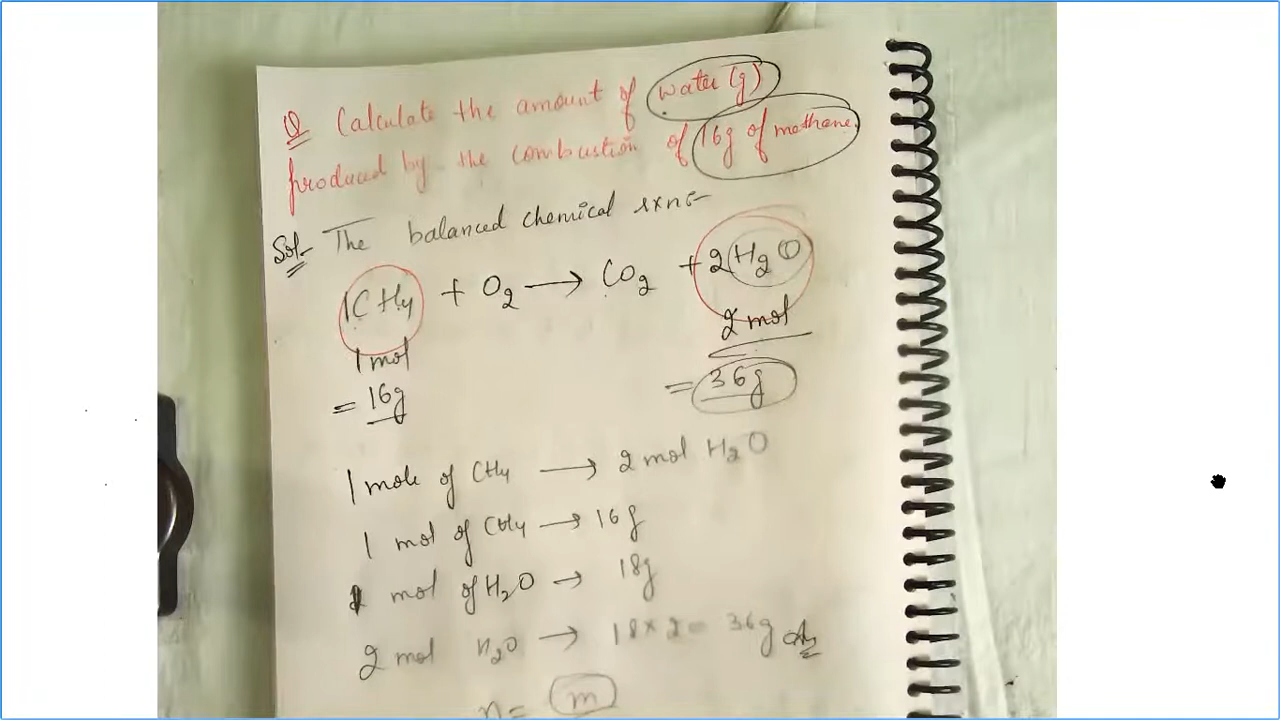 Q Calculate the amount of water (g)
produced by the combustion of 16g of methane.
Sol- The balanced chemical rxn:-
1CH4 + O2 → CO2 + 2H2O
1 mol 2 mol
= 16g = 36g
1 mole of CH4 → 2 mol H2O
1 mol of CH4 → 16g
1 mol of H2O → 18g
2 mol H2O → 18×2 = 36g Ans
n = m